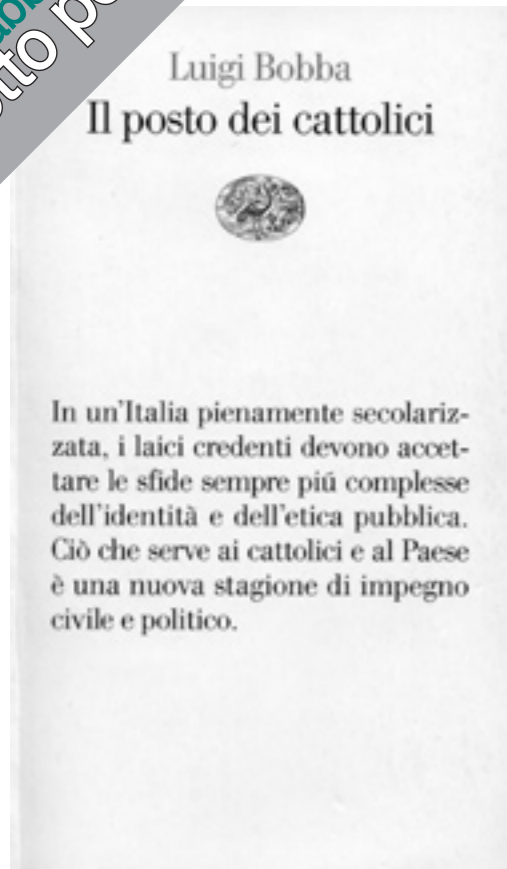 Luigi Bobba
Il posto dei cattolici
In un'Italia pienamente secolariz-
zata, i laici credenti devono accet-
tare le sfide sempre piú complesse
dell'identità e dell'etica pubblica.
Ciò che serve ai cattolici e al Paese
è una nuova stagione di impegno
civile e politico.